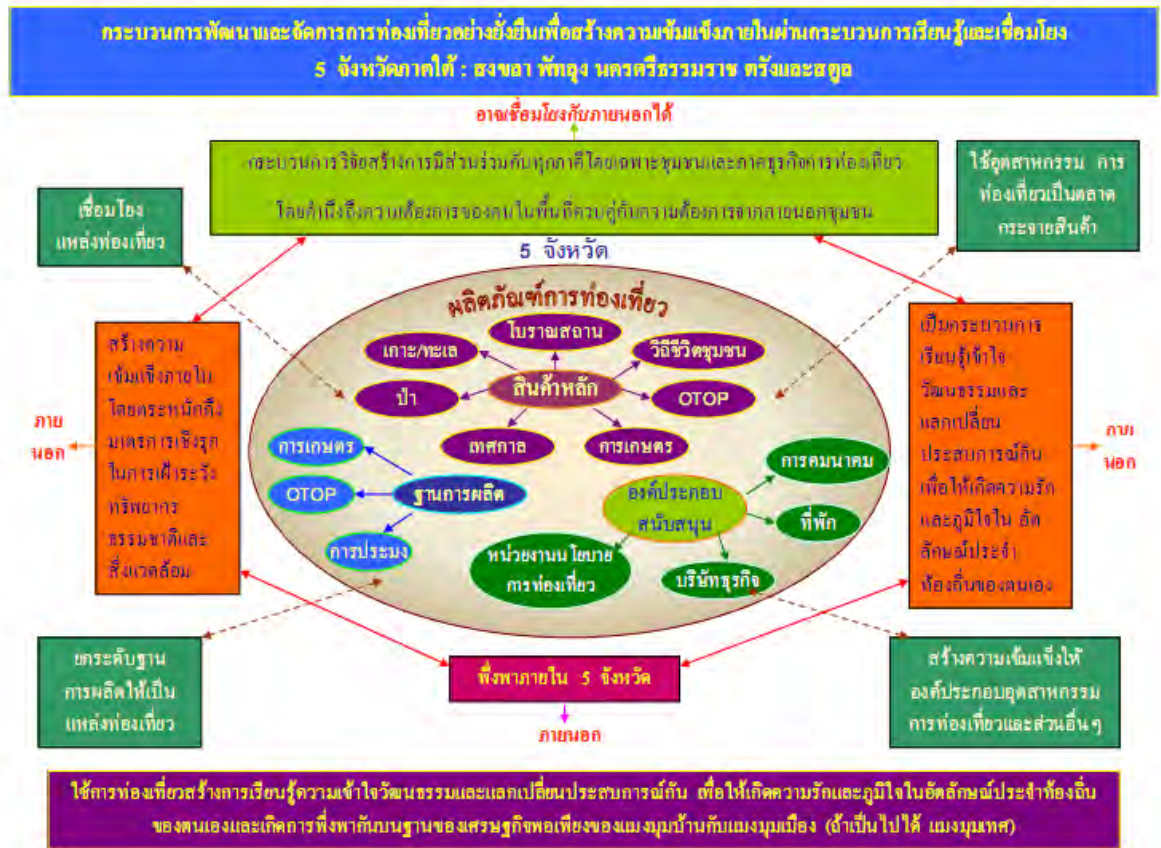 กระบวนการพัฒนาและจัดการการท่องเที่ยวอย่างยั่งยืนเพื่อสร้างความเข้มแข็งภายในผ่านกระบวนการเรียนรู้และเชื่อมโยง
5 จังหวัดภาคใต้ : สงขลา พัทลุง นครศรีธรรมราช ตรังและสตูล
อาจเชื่อมโยงกับภายนอกได้
กระบวนการวิจัยสร้างการมีส่วนร่วมกับทุกภาคีโดยเฉพาะชุมชนและภาคธุรกิจการท่องเที่ยว
โดยคำนึงถึงความต้องการของคนในพื้นที่ควบคู่กับความต้องการจากภายนอกชุมชน
เชื่อมโยง
แหล่งท่องเที่ยว
ใช้อุตสาหกรรม การ
ท่องเที่ยวเป็นตลาด
กระจายสินค้า
5 จังหวัด
ผลิตภัณฑ์การท่องเที่ยว
โบราณสถาน
เกาะ/ทะเล
วิถีชีวิตชุมชน
สินค้าหลัก
ป่า
OTOP
เทศกาล
การเกษตร
สร้างความ
เข้มแข็งภายใน
โดยตระหนักถึง
มาตรการเชิงรุก
ในการเฝ้าระวัง
ทรัพยากร
ธรรมชาติและ
สิ่งแวดล้อม
ภาย
นอก
เป็นกระบวนการ
เรียนรู้เข้าใจ
วัฒนธรรมและ
แลกเปลี่ยน
ประสบการณ์กัน
เพื่อให้เกิดความรัก
และภูมิใจใน อัต
ลักษณ์ประจำ
ท้องถิ่นของตนเอง
ภาย
นอก
การเกษตร
OTOP
ฐานการผลิต
การประมง
องค์ประกอบ
สนับสนุน
การคมนาคม
ที่พัก
หน่วยงานนโยบาย
การท่องเที่ยว
บริษัทธุรกิจ
ยกระดับฐาน
การผลิตให้เป็น
แหล่งท่องเที่ยว
พึ่งพาภายใน 5 จังหวัด
ภายนอก
สร้างความเข้มแข็งให้
องค์ประกอบอุตสาหกรรม
การท่องเที่ยวและส่วนอื่นๆ
ใช้การท่องเที่ยวสร้างการเรียนรู้ความเข้าใจวัฒนธรรมและแลกเปลี่ยนประสบการณ์กัน เพื่อให้เกิดความรักและภูมิใจในอัตลักษณ์ประจำท้องถิ่น
ของตนเองและเกิดการพึ่งพากันบนฐานของเศรษฐกิจพอเพียงของแมงมุมบ้านกับแมงมุมเมือง (ถ้าเป็นไปได้ แมงมุมเทศ)